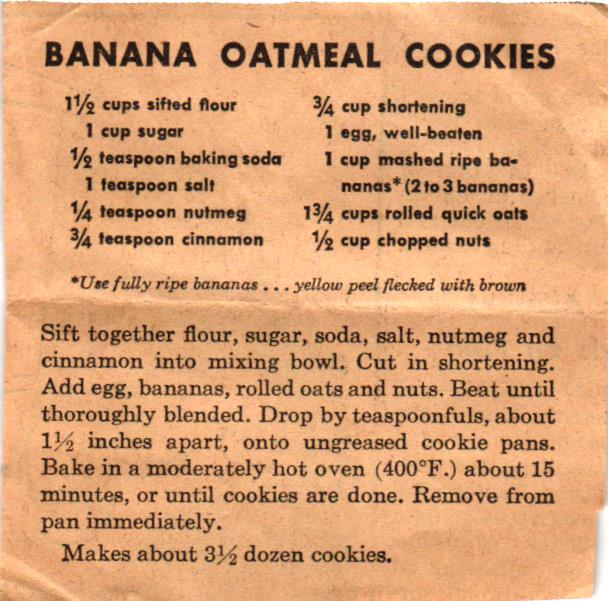 BANANA OATMEAL COOKIES
1½ cups sifted flour
1 cup sugar
½ teaspoon baking soda
1 teaspoon salt
¼ teaspoon nutmeg
¾ teaspoon cinnamon
¾ cup shortening
1 egg, well-beaten
1 cup mashed ripe ba-
nanas* (2 to 3 bananas)
1¾ cups rolled quick oats
½ cup chopped nuts
*Use fully ripe bananas . . . yellow peel flecked with brown
Sift together flour, sugar, soda, salt, nutmeg and
cinnamon into mixing bowl. Cut in shortening.
Add egg, bananas, rolled oats and nuts. Beat until
thoroughly blended. Drop by teaspoonfuls, about
1½ inches apart, onto ungreased cookie pans.
Bake in a moderately hot oven (400°F.) about 15
minutes, or until cookies are done. Remove from
pan immediately.
Makes about 3½ dozen cookies.